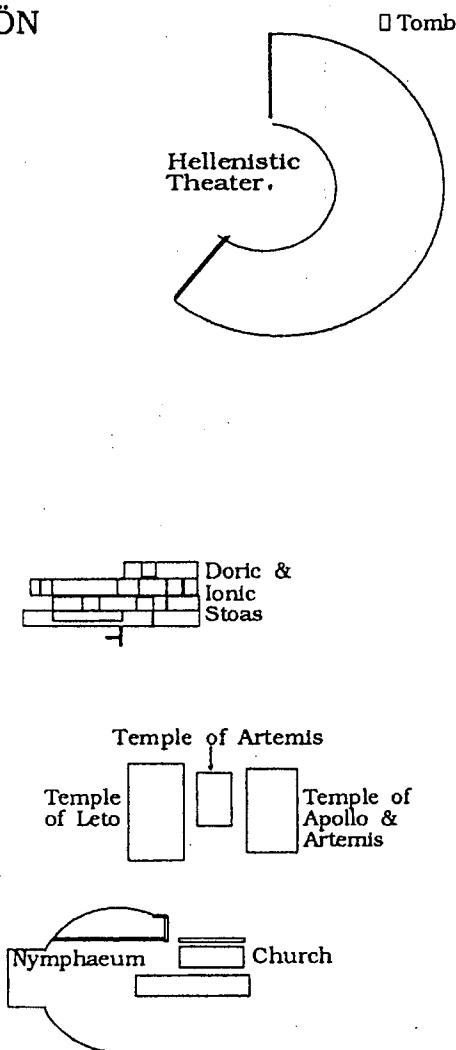 ÖN
Tomb
Hellenistic
Theater.
Doric &
Ionic
Stoas
Temple of Artemis
Temple
of Leto
Temple of
Apollo &
Artemis
Nymphaeum
Church